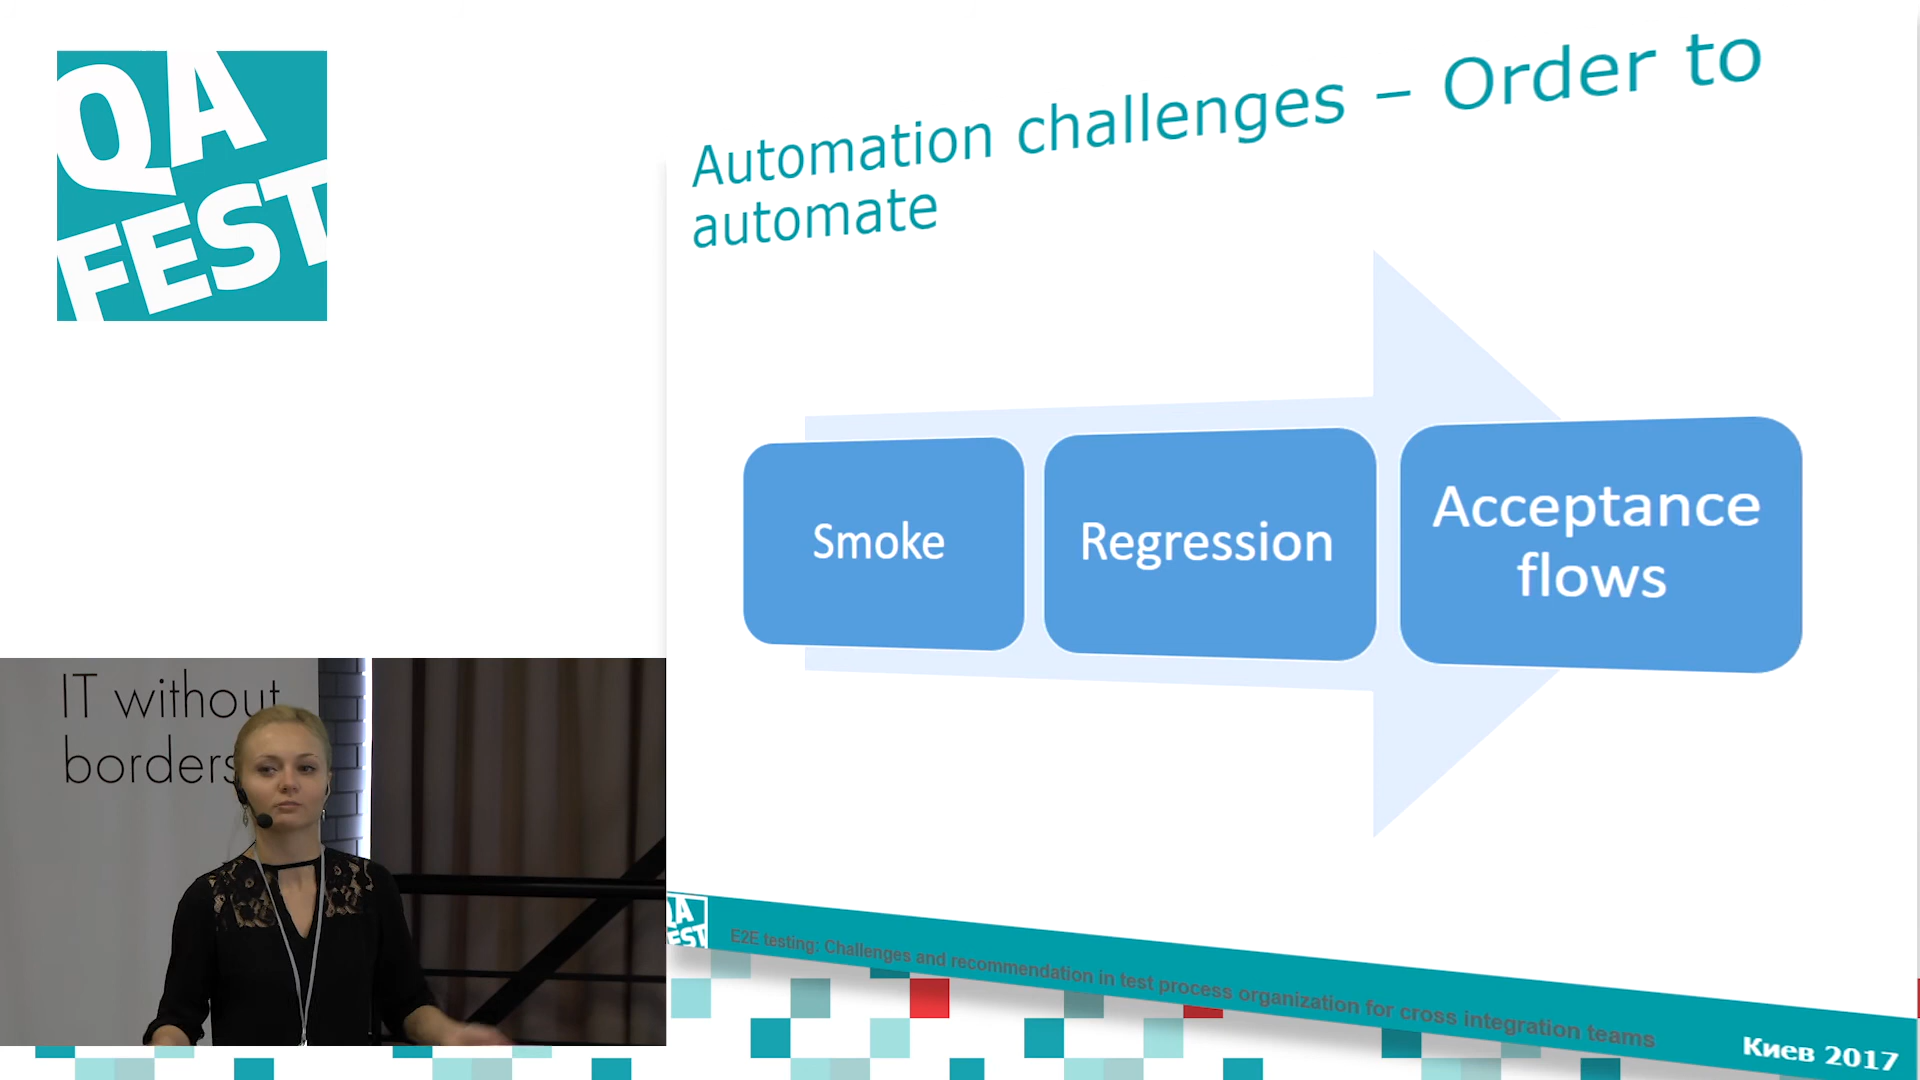 QA
FEST
Automation challenges – Order to
automate
Smoke
Regression
Acceptance
flows
IT without
borders
QA
FEST
E2E testing: Challenges and recommendation in test process organization for cross integration teams
Киев 2017